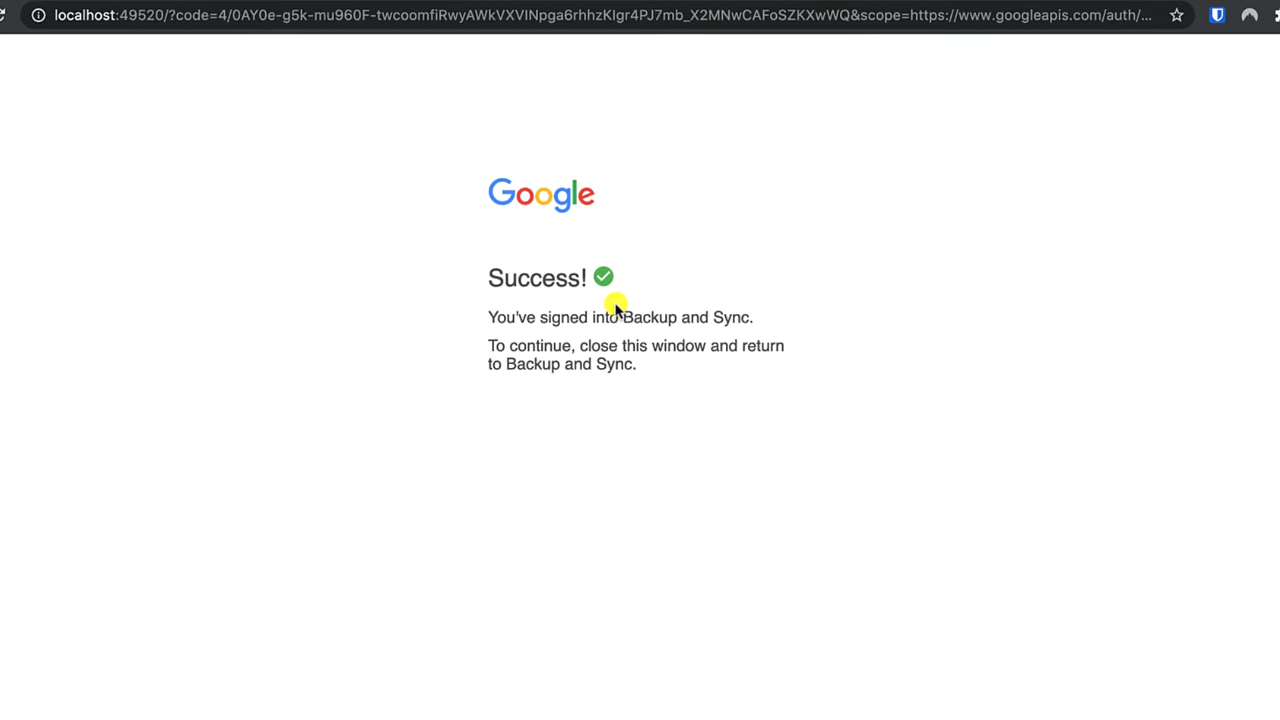 localhost:49520/?code=4/0AY0e-g5k-mu960F-twcoomfiRwyAWkVXVINpga6rhhzKIgr4PJ7mb_X2MNwCAFoSZKXwWQ&scope=https://www.googleapis.com/auth/...
Google
Success!
You've signed into Backup and Sync.
To continue, close this window and return
to Backup and Sync.